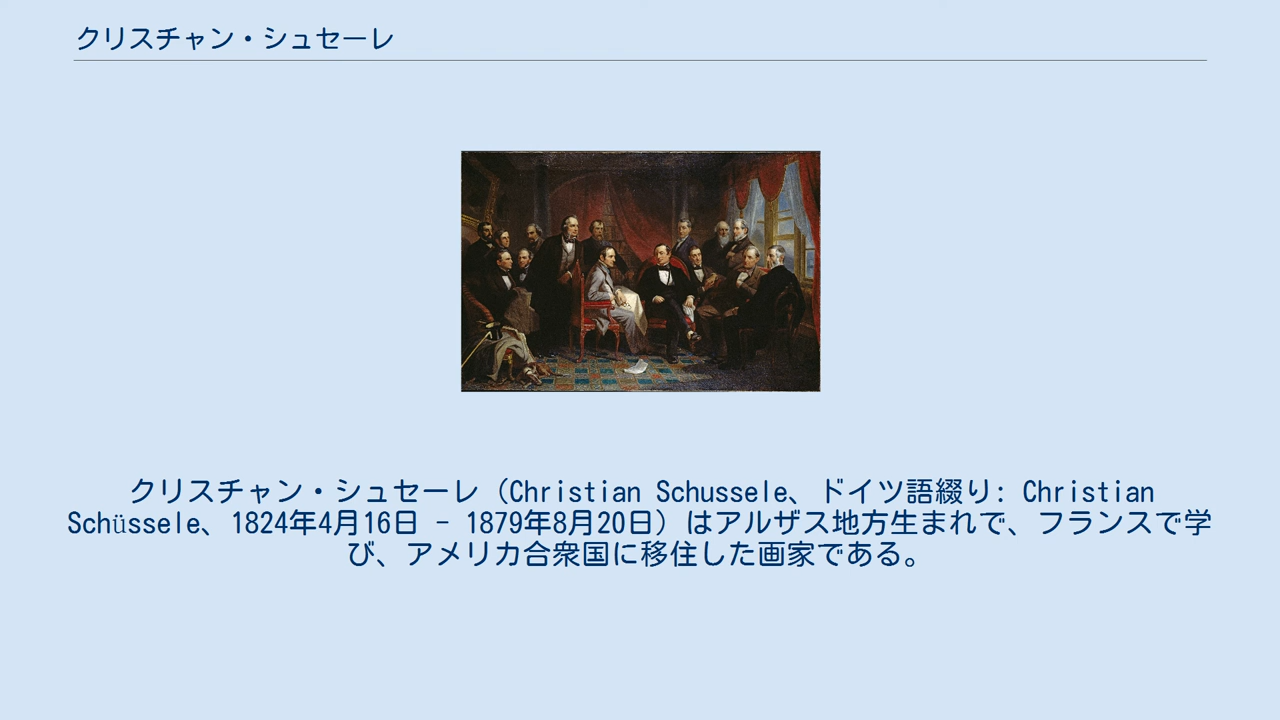 クリスチャン・シュセーレ
クリスチャン・シュセーレ（Christian Schussele、ドイツ語綴り: Christian
Schüssele、1824年4月16日 - 1879年8月20日）はアルザス地方生まれで、フランスで学
び、アメリカ合衆国に移住した画家である。